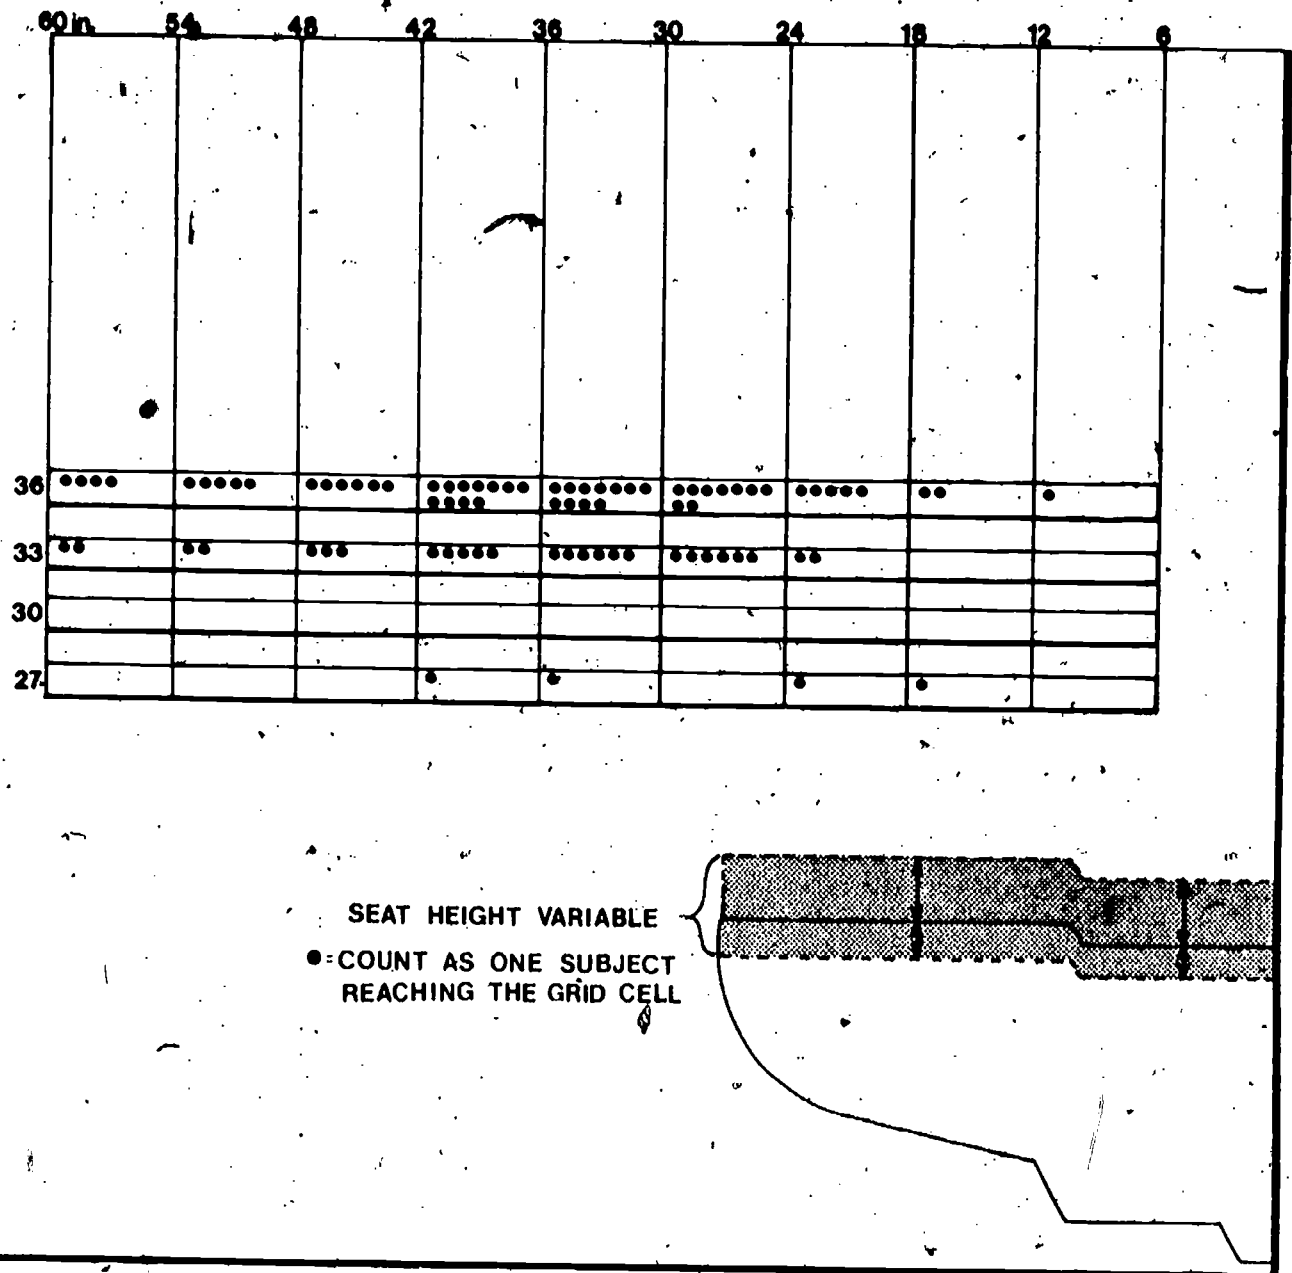 60 in. 54 48 42 36 30 24 18 12 6
36
33
30
27
SEAT HEIGHT VARIABLE
●=COUNT AS ONE SUBJECT
REACHING THE GRID CELL